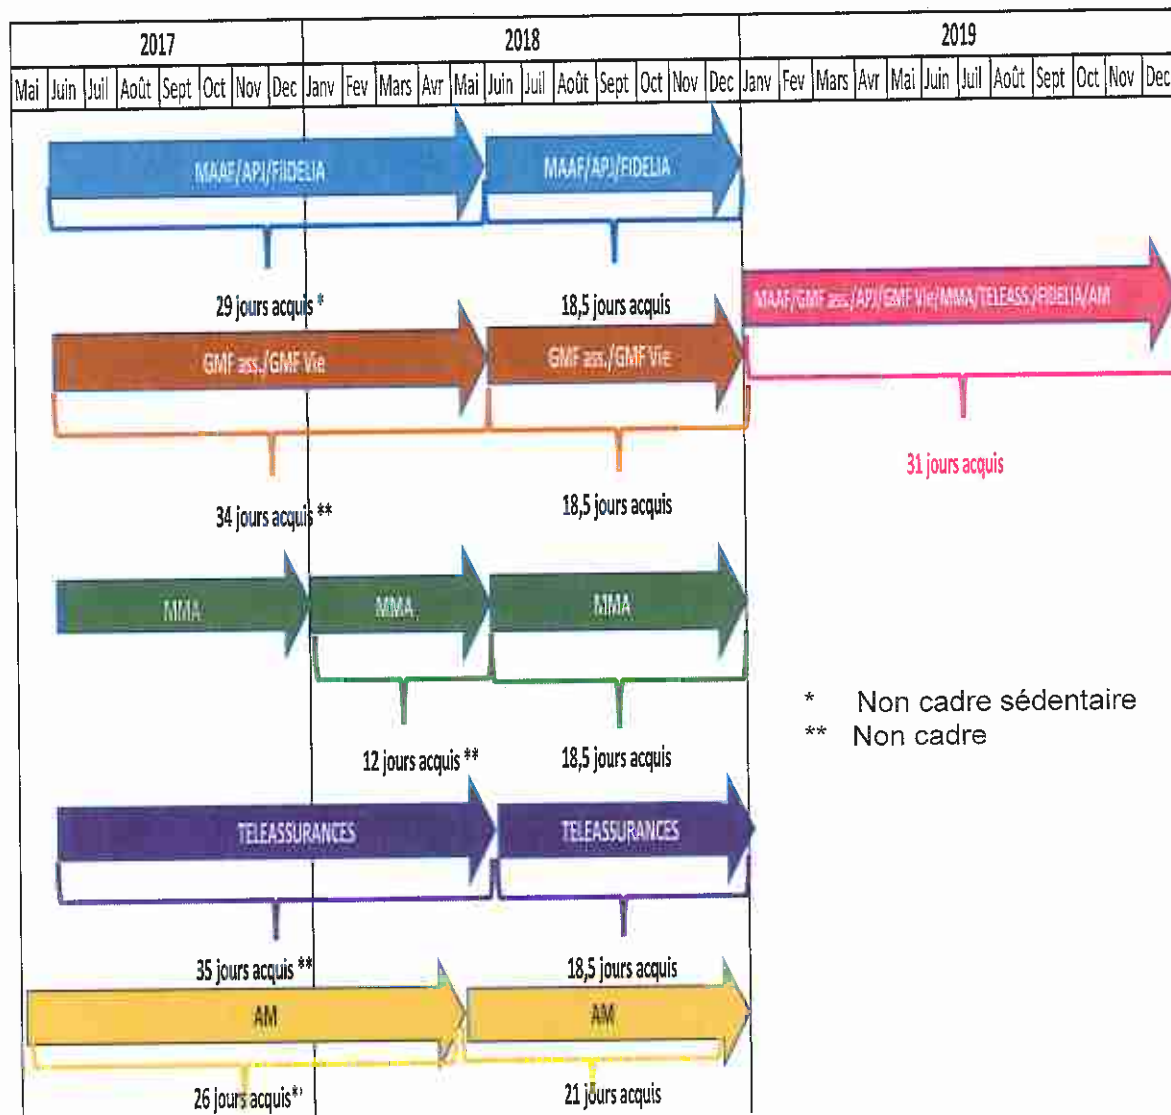 2017 2018 2019
Mai Juin Juil Août Sept Oct Nov Dec Janv Fev Mars Avr Mai Juin Juil Août Sept Oct Nov Dec Janv Fev Mars Avr Mai Juin Juil Août Sept Oct Nov Dec
MAAF/APJ/FIIDELIA MAAF/APJ/FIDELIA
29 jours acquis * 18,5 jours acquis
MAAF/GMF ass./APJ/GMF Vie/MMA/TELEASS./FIDELIA/AM
GMF ass./GMF Vie GMF ass./GMF Vie
31 jours acquis
34 jours acquis ** 18,5 jours acquis
MMA MMA MMA
* Non cadre sédentaire
** Non cadre
12 jours acquis ** 18,5 jours acquis
TELEASSURANCES TELEASSURANCES
35 jours acquis ** 18,5 jours acquis
AM AM
26 jours acquis*' 21 jours acquis